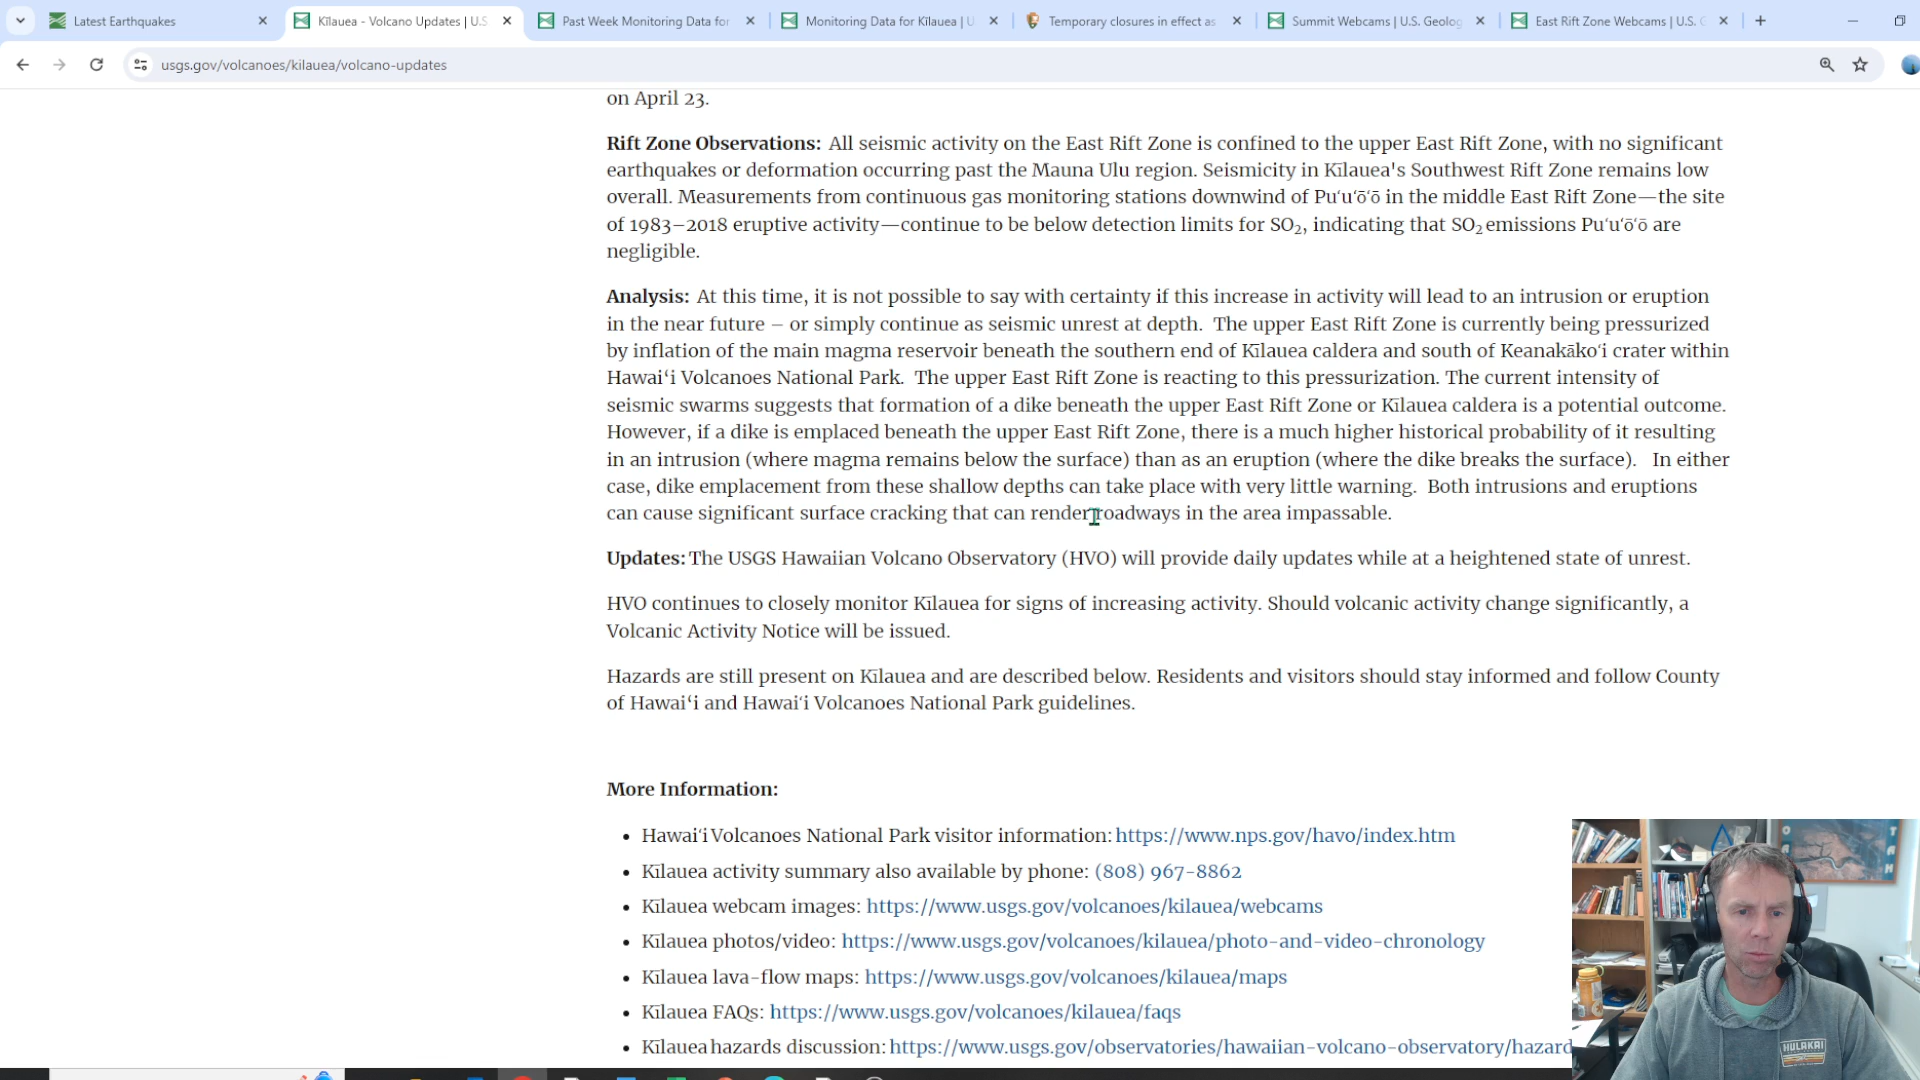 Latest Earthquakes
Kīlauea - Volcano Updates | U.S
Past Week Monitoring Data for
Monitoring Data for Kīlauea | U
Temporary closures in effect as
Summit Webcams | U.S. Geolog
East Rift Zone Webcams | U.S. G
usgs.gov/volcanoes/kilauea/volcano-updates
on April 23.
Rift Zone Observations: All seismic activity on the East Rift Zone is confined to the upper East Rift Zone, with no significant
earthquakes or deformation occurring past the Mauna Ulu region. Seismicity in Kīlauea's Southwest Rift Zone remains low
overall. Measurements from continuous gas monitoring stations downwind of Puʻuʻōʻō in the middle East Rift Zone—the site
of 1983–2018 eruptive activity—continue to be below detection limits for SO₂, indicating that SO₂ emissions Puʻuʻōʻō are
negligible.
Analysis: At this time, it is not possible to say with certainty if this increase in activity will lead to an intrusion or eruption
in the near future – or simply continue as seismic unrest at depth. The upper East Rift Zone is currently being pressurized
by inflation of the main magma reservoir beneath the southern end of Kīlauea caldera and south of Keanakākoʻi crater within
Hawaiʻi Volcanoes National Park. The upper East Rift Zone is reacting to this pressurization. The current intensity of
seismic swarms suggests that formation of a dike beneath the upper East Rift Zone or Kīlauea caldera is a potential outcome.
However, if a dike is emplaced beneath the upper East Rift Zone, there is a much higher historical probability of it resulting
in an intrusion (where magma remains below the surface) than as an eruption (where the dike breaks the surface). In either
case, dike emplacement from these shallow depths can take place with very little warning. Both intrusions and eruptions
can cause significant surface cracking that can render roadways in the area impassable.
Updates: The USGS Hawaiian Volcano Observatory (HVO) will provide daily updates while at a heightened state of unrest.
HVO continues to closely monitor Kīlauea for signs of increasing activity. Should volcanic activity change significantly, a
Volcanic Activity Notice will be issued.
Hazards are still present on Kīlauea and are described below. Residents and visitors should stay informed and follow County
of Hawaiʻi and Hawaiʻi Volcanoes National Park guidelines.
More Information:
• Hawaiʻi Volcanoes National Park visitor information: https://www.nps.gov/havo/index.htm
• Kīlauea activity summary also available by phone: (808) 967-8862
• Kīlauea webcam images: https://www.usgs.gov/volcanoes/kilauea/webcams
• Kīlauea photos/video: https://www.usgs.gov/volcanoes/kilauea/photo-and-video-chronology
• Kīlauea lava-flow maps: https://www.usgs.gov/volcanoes/kilauea/maps
• Kīlauea FAQs: https://www.usgs.gov/volcanoes/kilauea/faqs
• Kīlauea hazards discussion: https://www.usgs.gov/observatories/hawaiian-volcano-observatory/hazard
HULAKAI